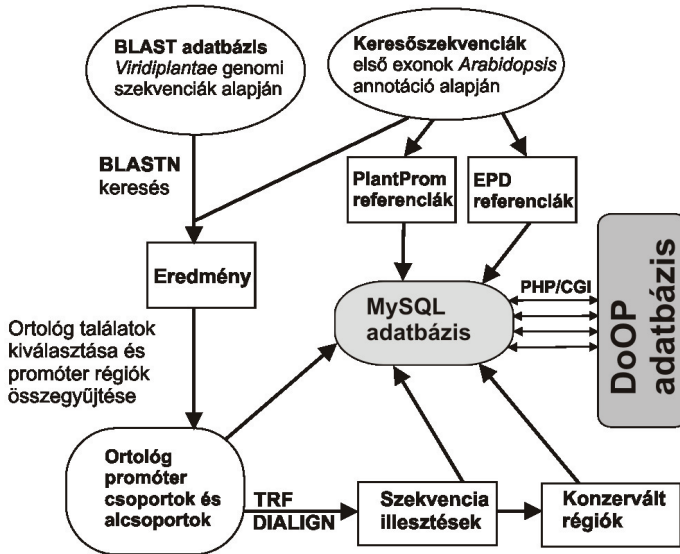 BLAST adatbázis
Viridiplantae genomi
szekvenciák alapján
Keresőszekvenciák
első exonok Arabidopsis
annotáció alapján
BLASTN
keresés
PlantProm
referenciák
EPD
referenciák
Eredmény
MySQL
adatbázis
PHP/CGI
DoOP
adatbázis
Ortológ találatok
kiválasztása és
promóter régiók
összegyűjtése
Ortológ
promóter
csoportok és
alcsoportok
TRF
DIALIGN
Szekvencia
illesztések
Konzervált
régiók